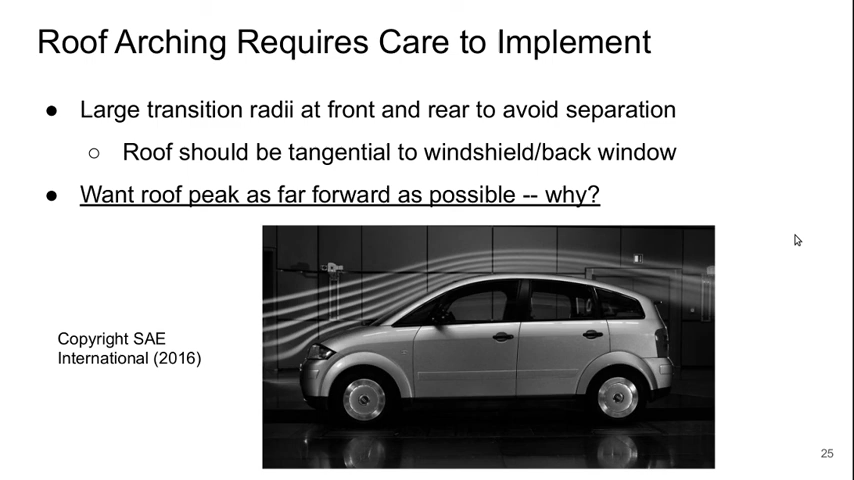 Roof Arching Requires Care to Implement
● Large transition radii at front and rear to avoid separation
○ Roof should be tangential to windshield/back window
● Want roof peak as far forward as possible -- why?
Copyright SAE
International (2016)
25